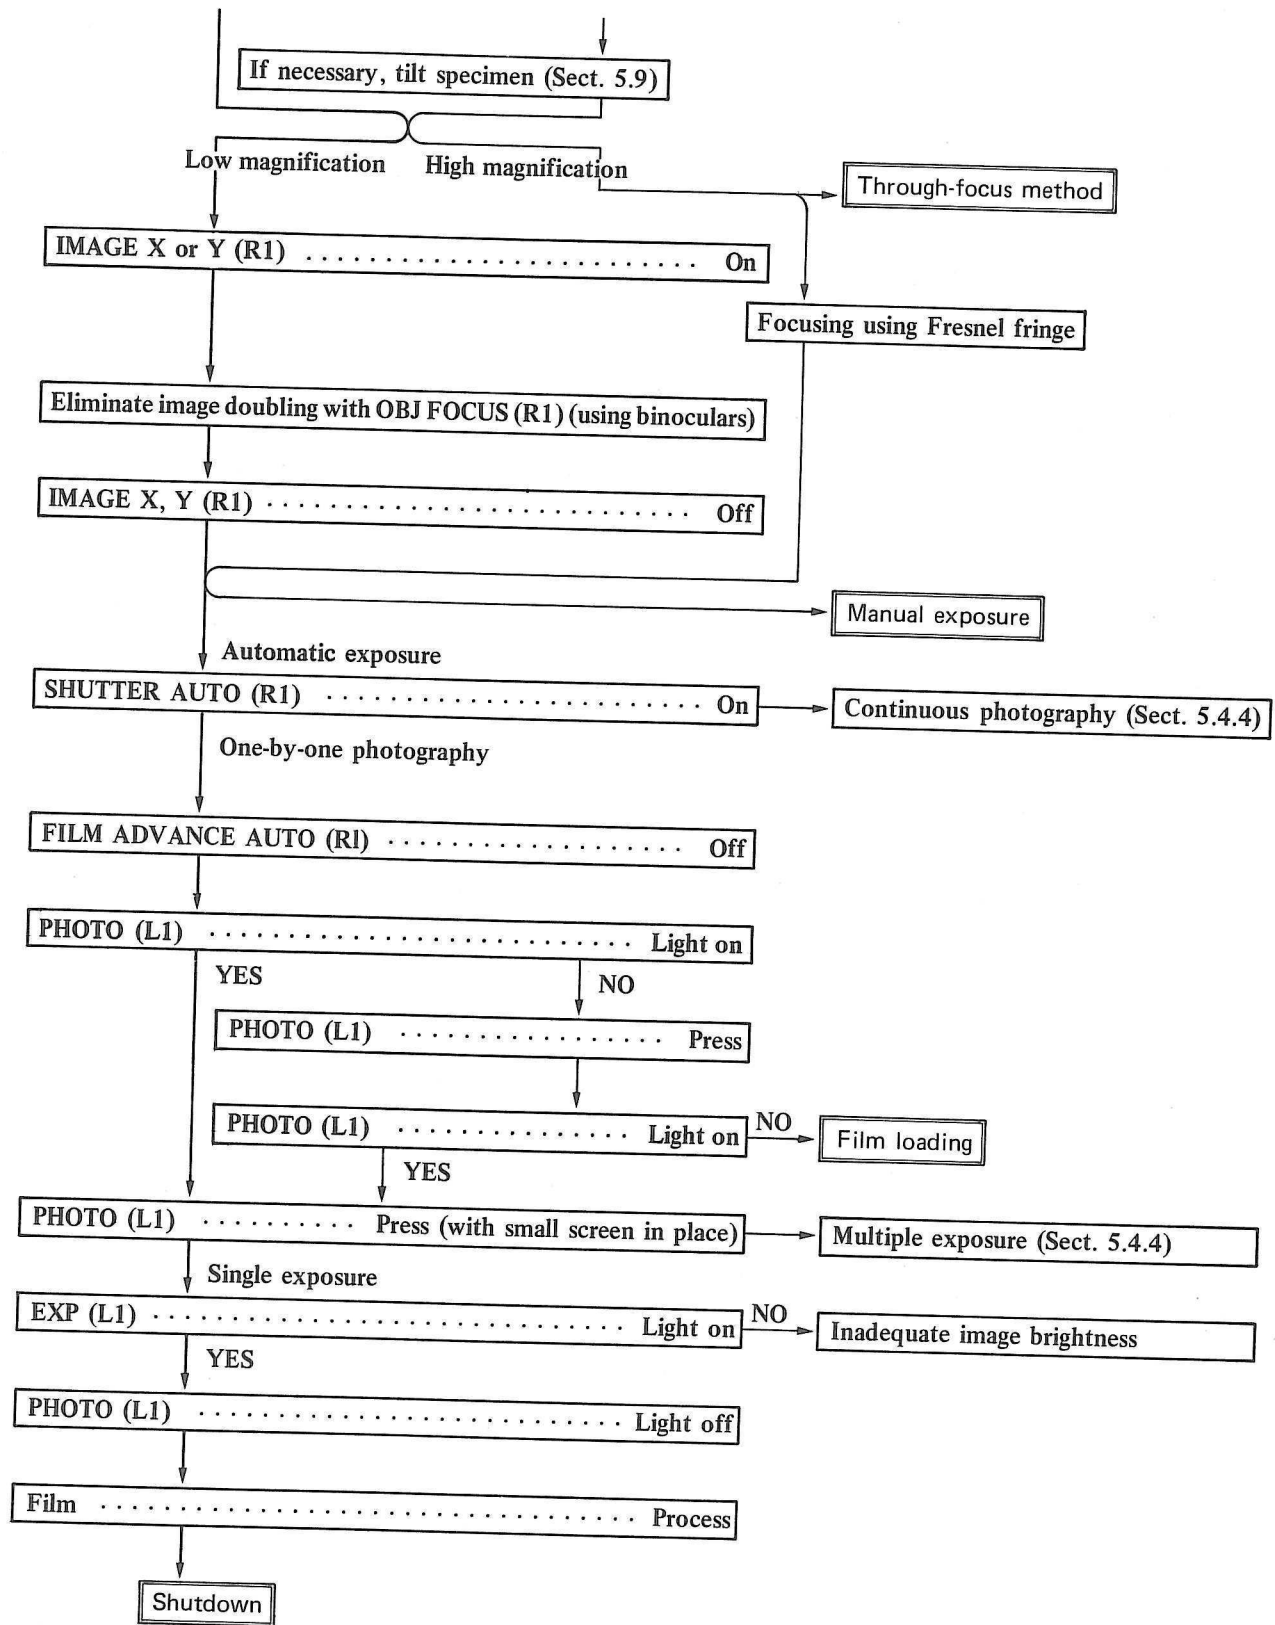 If necessary, tilt specimen (Sect. 5.9)
Low magnification
High magnification
Through-focus method
IMAGE X or Y (R1) .......................... On
Focusing using Fresnel fringe
Eliminate image doubling with OBJ FOCUS (R1) (using binoculars)
IMAGE X, Y (R1) ........................... Off
Manual exposure
Automatic exposure
SHUTTER AUTO (R1) ........................ On
Continuous photography (Sect. 5.4.4)
One-by-one photography
FILM ADVANCE AUTO (Rl) ................... Off
PHOTO (L1) ........................... Light on
YES
NO
PHOTO (L1) ................. Press
PHOTO (L1) ............... Light on
NO
Film loading
YES
PHOTO (L1) .......... Press (with small screen in place)
Multiple exposure (Sect. 5.4.4)
Single exposure
EXP (L1) .............................. Light on
NO
Inadequate image brightness
YES
PHOTO (L1) ........................... Light off
Film .................................. Process
Shutdown